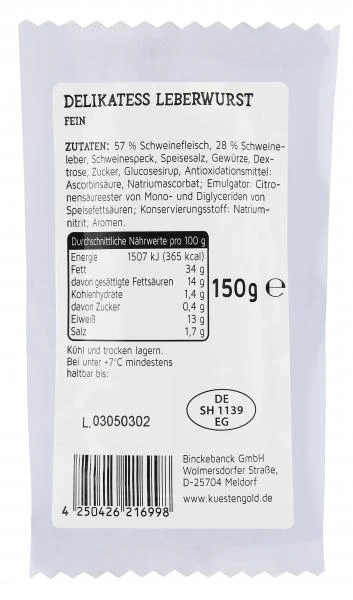 DELIKATESS LEBERWURST
FEIN
ZUTATEN: 57 % Schweinefleisch, 28 % Schweine-
leber, Schweinespeck, Speisesalz, Gewürze, Dex-
trose, Zucker, Glucosesirup, Antioxidationsmittel:
Ascorbinsäure, Natriumascorbat; Emulgator: Citro-
nensäureester von Mono- und Diglyceriden von
Speisefettsäuren; Konservierungsstoff: Natrium-
nitrit; Aromen.
Durchschnittliche Nährwerte pro 100 g
Energie 1507 kJ (365 kcal)
Fett 34 g
davon gesättigte Fettsäuren 14 g
Kohlenhydrate 1,4 g
davon Zucker 0,4 g
Eiweiß 13 g
Salz 1,7 g
150g ℮
Kühl und trocken lagern.
Bei unter +7°C mindestens
haltbar bis:
L.03050302
DE
SH 1139
EG
Binckebanck GmbH
Wolmersdorfer Straße,
D-25704 Meldorf
www.kuestengold.de
4 250426 216998